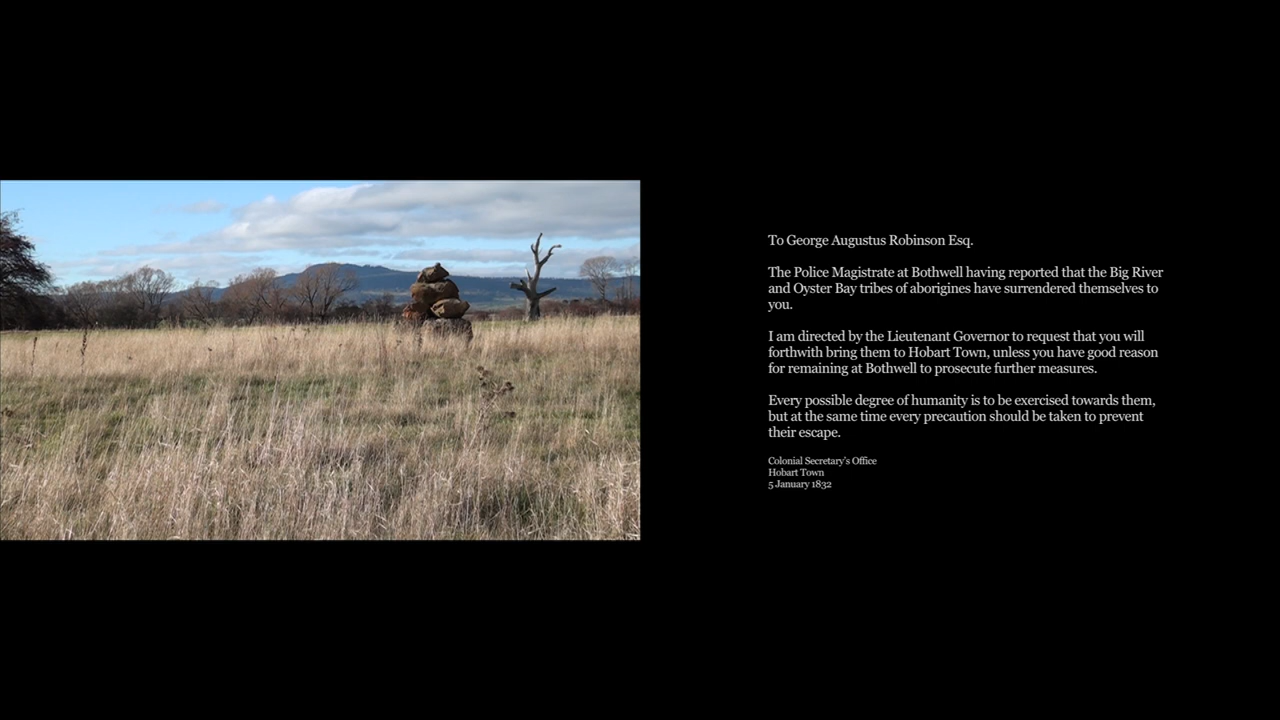 To George Augustus Robinson Esq.
The Police Magistrate at Bothwell having reported that the Big River
and Oyster Bay tribes of aborigines have surrendered themselves to
you.
I am directed by the Lieutenant Governor to request that you will
forthwith bring them to Hobart Town, unless you have good reason
for remaining at Bothwell to prosecute further measures.
Every possible degree of humanity is to be exercised towards them,
but at the same time every precaution should be taken to prevent
their escape.
Colonial Secretary's Office
Hobart Town
5 January 1832